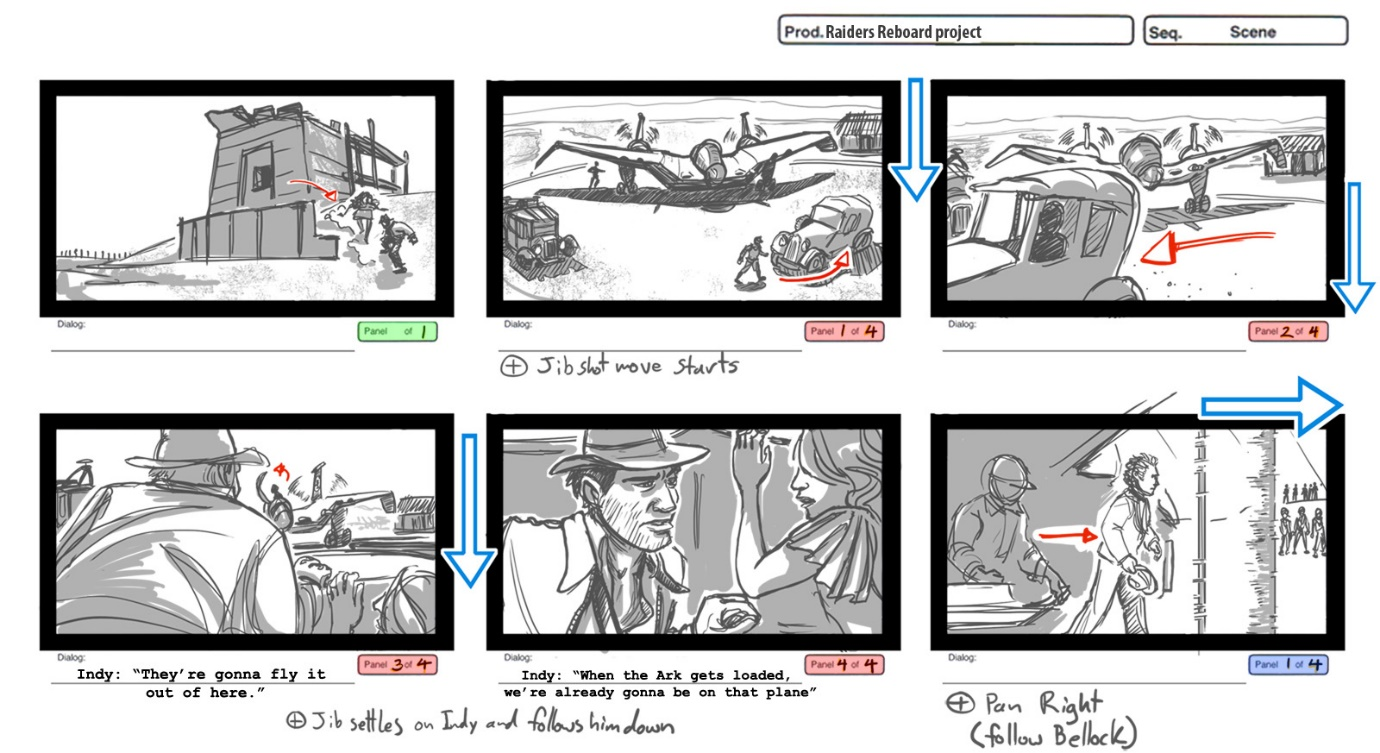 Prod. Raiders Reboard project
Seq. Scene
Dialog:
Panel of 1
Dialog:
Panel 1 of 4
Dialog:
Panel 2 of 4
⊕ Jib shot move starts
Dialog:
Panel 3 of 4
Indy: “They’re gonna fly it
out of here.”
Dialog:
Panel 4 of 4
Indy: “When the Ark gets loaded,
we’re already gonna be on that plane”
⊕ Jib settles on Indy and follows him down
Dialog:
Panel 1 of 4
⊕ Pan Right
(follow Bellock)